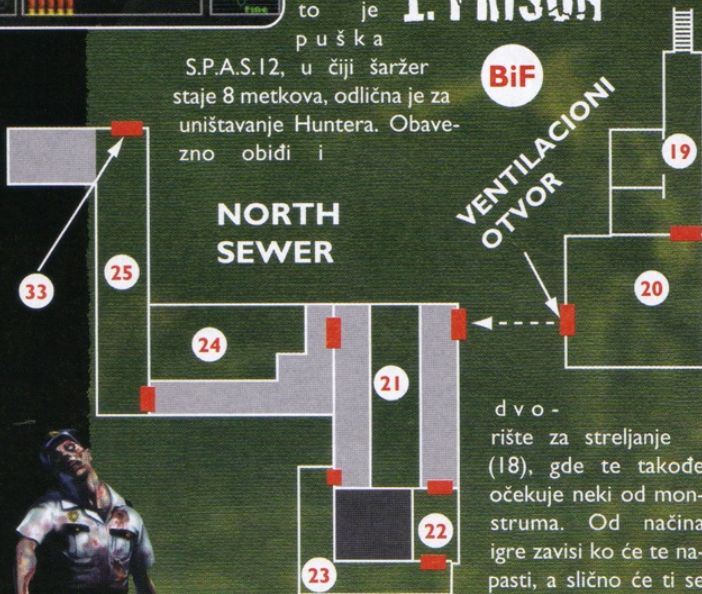 to je
puška
S.P.A.S.12, u čiji šaržer
staje 8 metkova, odlična je za
uništavanje Huntera. Obave-
zno obiđi i
1. PRISON
BiF
VENTILACIONI
OTVOR
NORTH
SEWER
19
20
33
25
24
21
22
23
dvo-
rište za streljanje
(18), gde te takođe
očekuje neki od mon-
struma. Od načina
igre zavisi ko će te na-
pasti, a slično će ti se